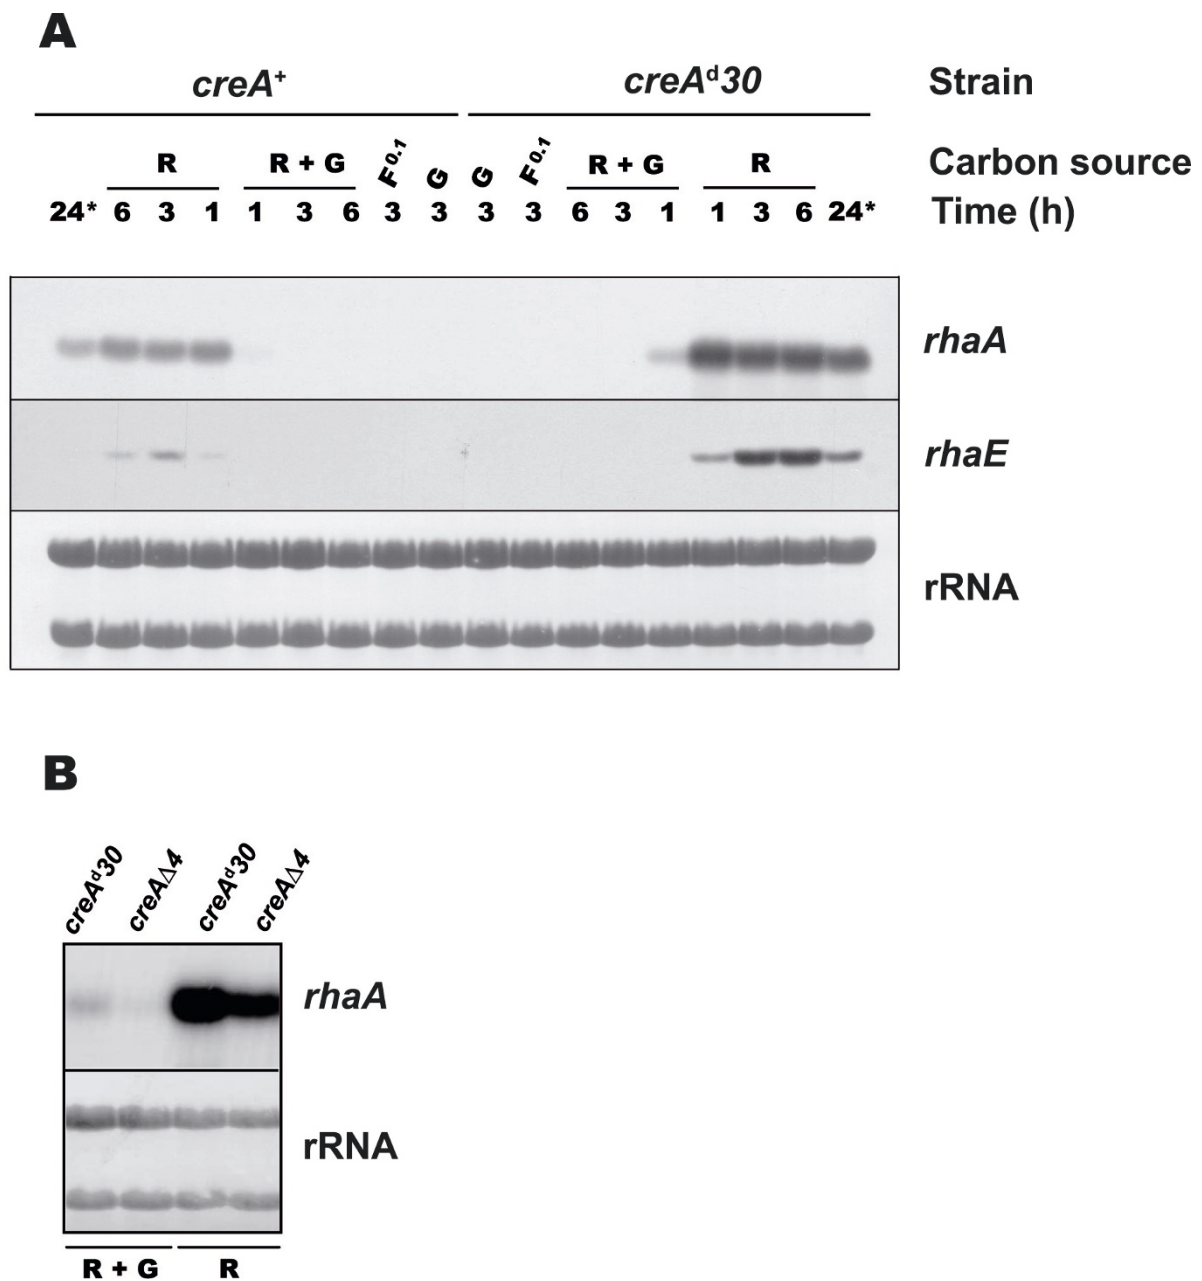 A
creA⁺ creAᵈ30 Strain
R R + G F⁰·¹ G G F⁰·¹ R + G R Carbon source
24* 6 3 1 1 3 6 3 3 3 3 6 3 1 1 3 6 24* Time (h)
rhaA
rhaE
rRNA
B
creAᵈ30 creAΔ4 creAᵈ30 creAΔ4
rhaA
rRNA
R + G R